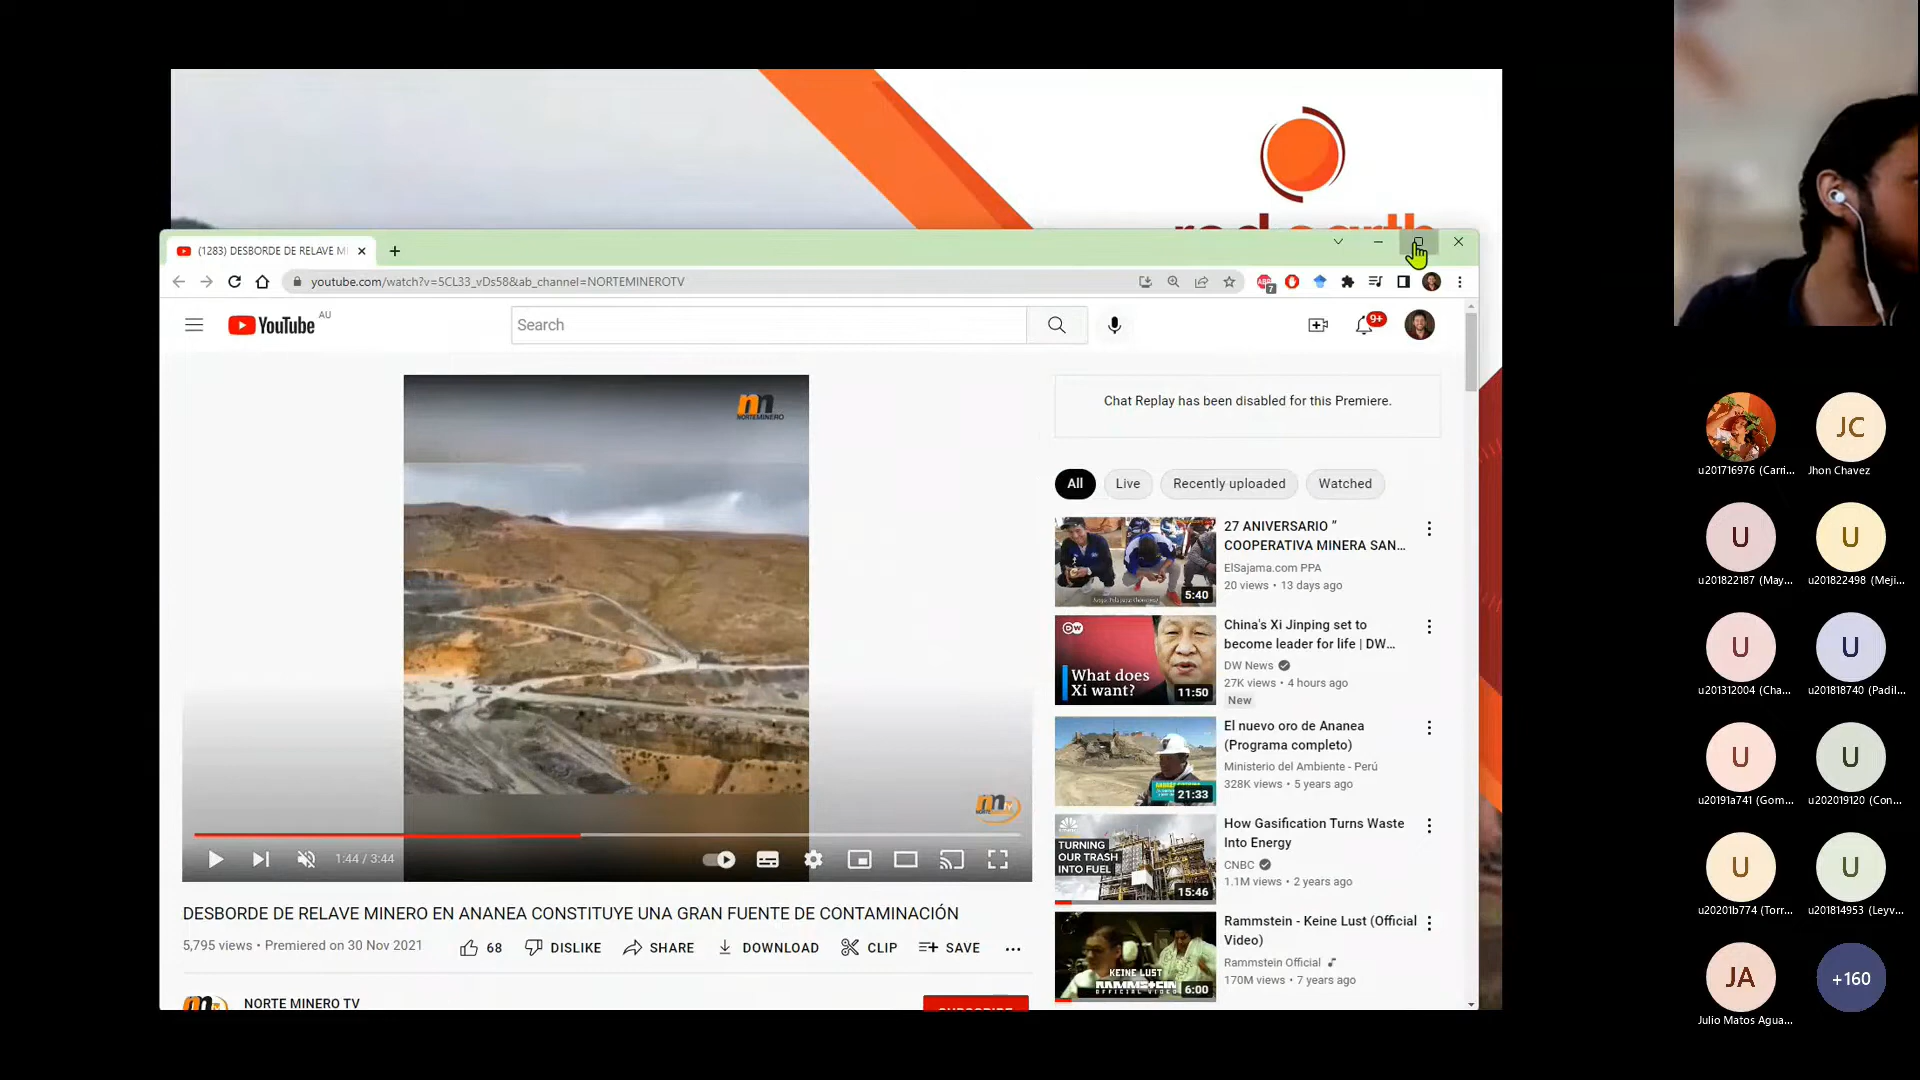 (1283) DESBORDE DE RELAVE MI
youtube.com/watch?v=5CL33_vDs58&ab_channel=NORTEMINEROTV
7
YouTube
AU
Search
9+
NORTEMINERO
Chat Replay has been disabled for this Premiere.
All
Live
Recently uploaded
Watched
27 ANIVERSARIO "
COOPERATIVA MINERA SAN...
ElSajama.com PPA
20 views • 13 days ago
5:40
China's Xi Jinping set to
become leader for life | DW...
DW News
27K views • 4 hours ago
New
DW
What does
Xi want?
11:50
El nuevo oro de Ananea
(Programa completo)
Ministerio del Ambiente - Perú
328K views • 5 years ago
21:33
How Gasification Turns Waste
Into Energy
CNBC
1.1M views • 2 years ago
TURNING
OUR TRASH
INTO FUEL
15:46
Rammstein - Keine Lust (Official
Video)
Rammstein Official
170M views • 7 years ago
KEINE LUST
RAMMSTEIN
OFFICIAL VIDEO
6:00
1:44 / 3:44
DESBORDE DE RELAVE MINERO EN ANANEA CONSTITUYE UNA GRAN FUENTE DE CONTAMINACIÓN
5,795 views • Premiered on 30 Nov 2021
68
DISLIKE
SHARE
DOWNLOAD
CLIP
SAVE
NORTE MINERO TV
JC
u201716976 (Carri...
Jhon Chavez
U
U
u201822187 (May...
u201822498 (Meji...
U
U
u201312004 (Cha...
u201818740 (Padil...
U
U
u20191a741 (Gom...
u202019120 (Con...
U
U
u20201b774 (Torr...
u201814953 (Leyv...
JA
+160
Julio Matos Agua...